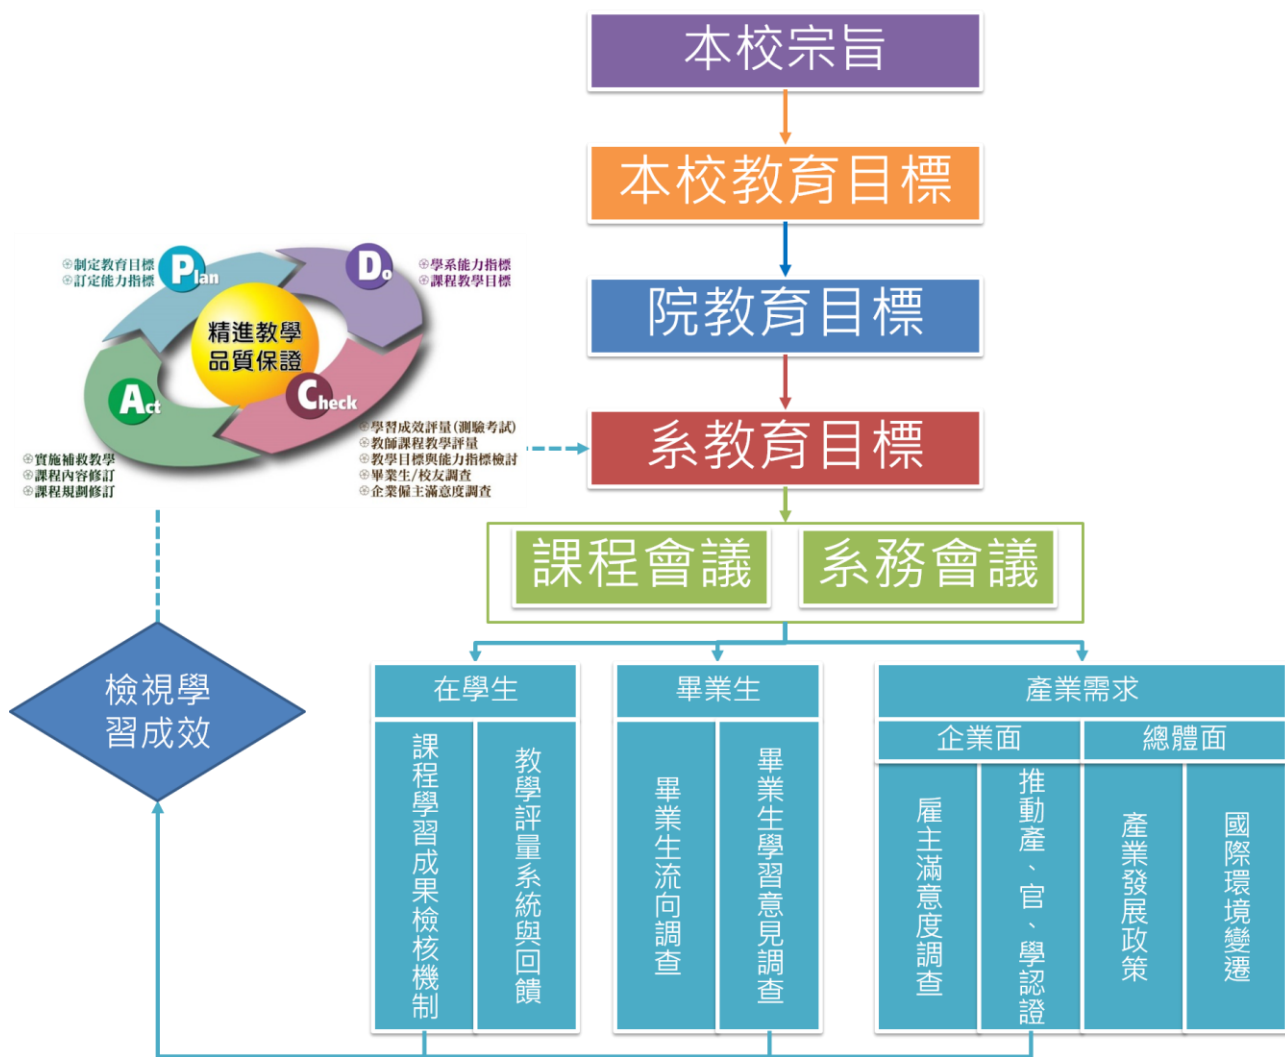 本校宗旨
本校教育目標
院教育目標
系教育目標
課程會議
系務會議
Plan
⊛制定教育目標
⊛訂定能力指標
Do
⊛學系能力指標
⊛課程教學目標
精進教學
品質保證
Act
⊛實施補救教學
⊛課程內容修訂
⊛課程規劃修訂
Check
⊛學習成效評量(測驗考試)
⊛教師課程教學評量
⊛教學目標與能力指標檢討
⊛畢業生/校友調查
⊛企業僱主滿意度調查
檢視學
習成效
在學生
課程學習成果檢核機制
教學評量系統與回饋
畢業生
畢業生流向調查
畢業生學習意見調查
產業需求
企業面
總體面
雇主滿意度調查
推動產、官、學認證
產業發展政策
國際環境變遷